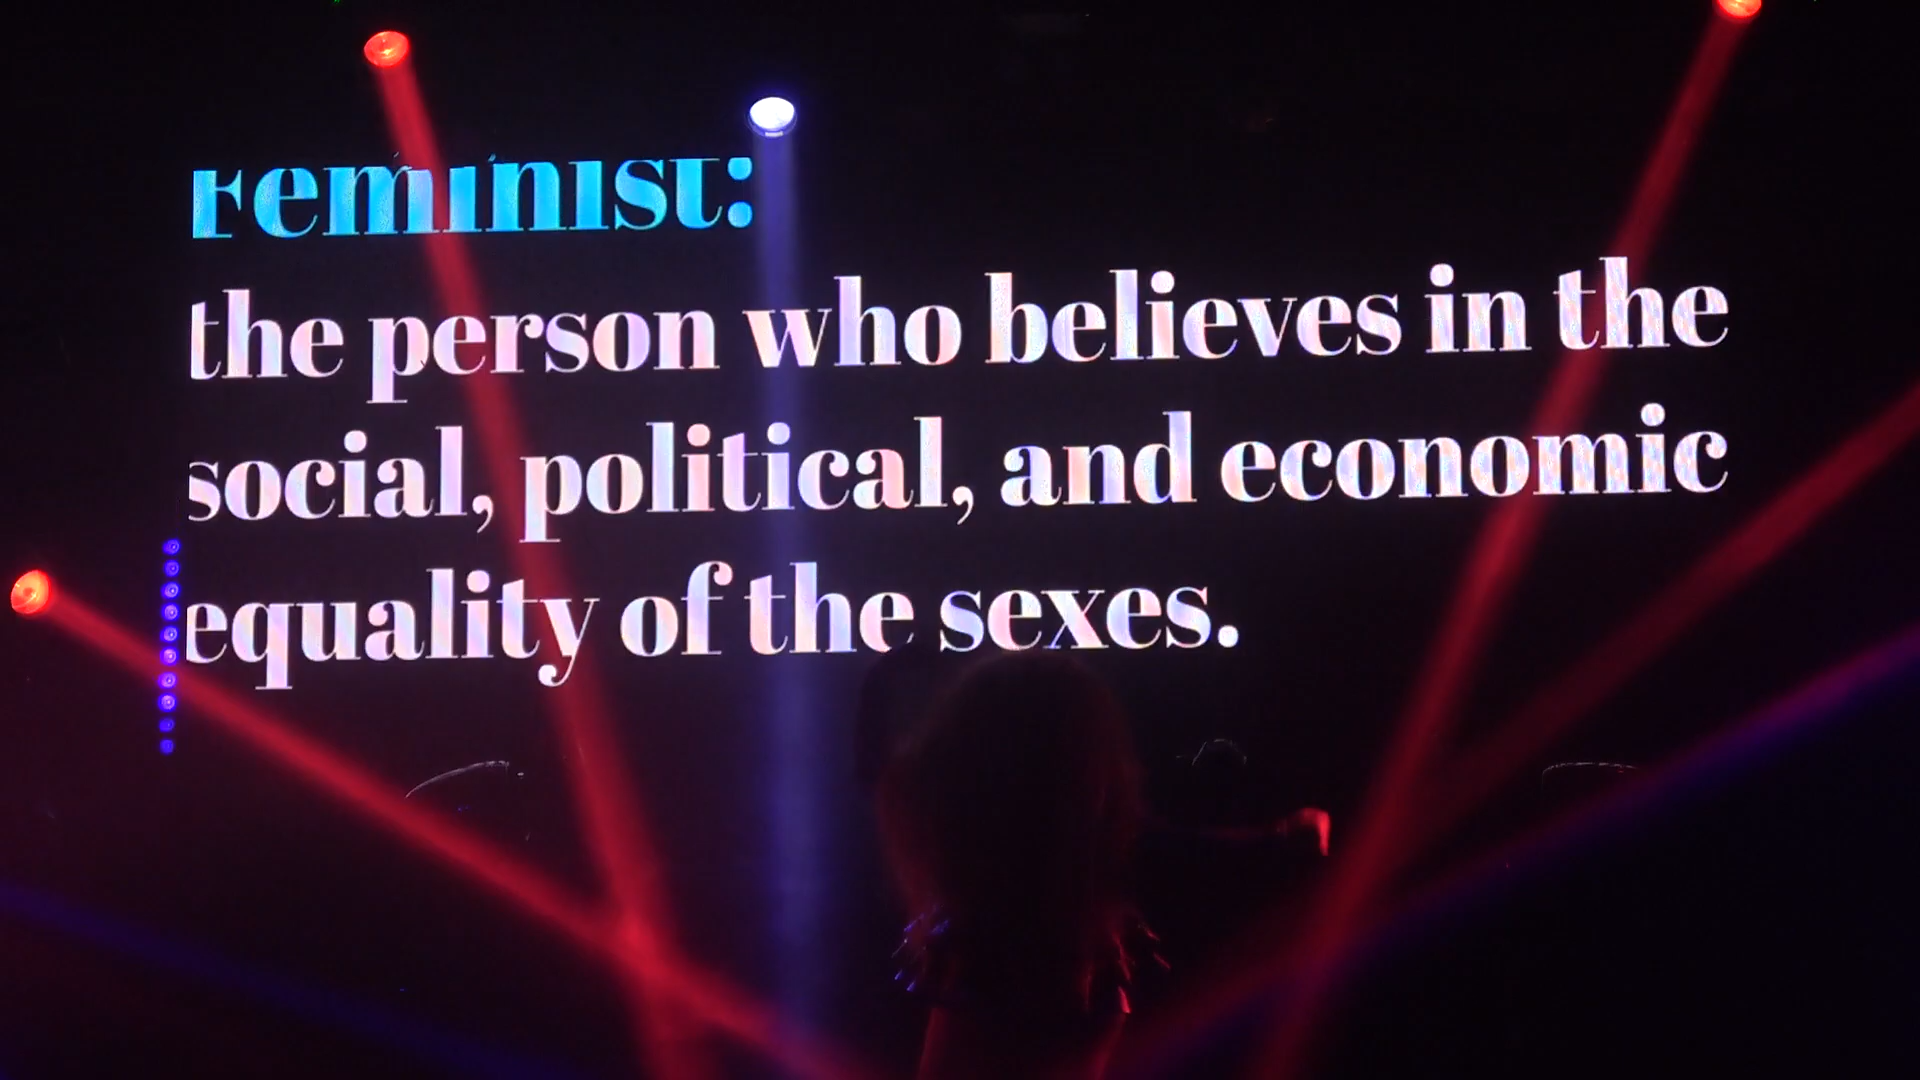 Feminist:
the person who believes in the
social, political, and economic
equality of the sexes.